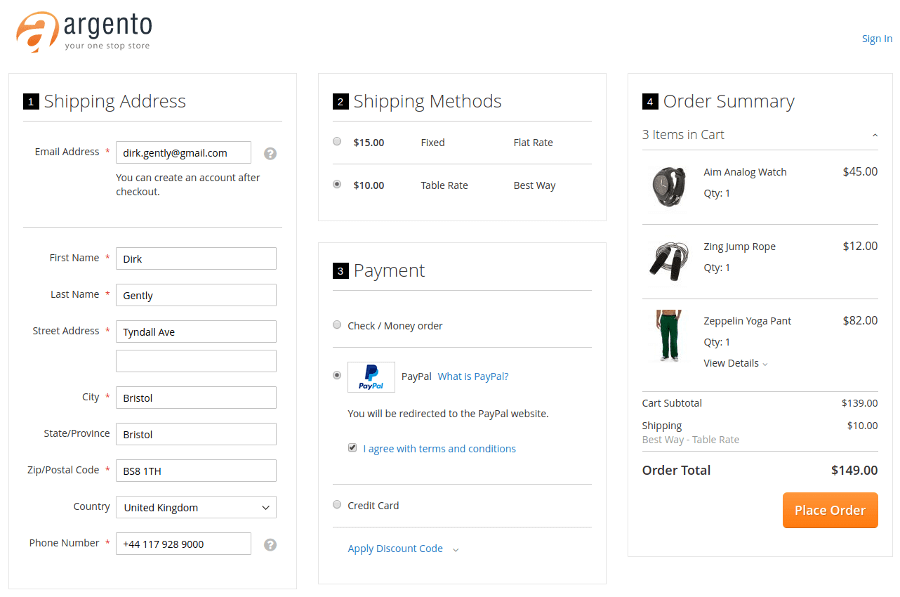 argento
your one stop store
Sign In
1 Shipping Address
Email Address * dirk.gently@gmail.com ?
You can create an account after
checkout.
First Name * Dirk
Last Name * Gently
Street Address * Tyndall Ave
City * Bristol
State/Province Bristol
Zip/Postal Code * BS8 1TH
Country United Kingdom
Phone Number * +44 117 928 9000 ?
2 Shipping Methods
$15.00 Fixed Flat Rate
$10.00 Table Rate Best Way
3 Payment
Check / Money order
PayPal PayPal What is PayPal?
You will be redirected to the PayPal website.
I agree with terms and conditions
Credit Card
Apply Discount Code
4 Order Summary
3 Items in Cart
Aim Analog Watch $45.00
Qty: 1
Zing Jump Rope $12.00
Qty: 1
Zeppelin Yoga Pant $82.00
Qty: 1
View Details
Cart Subtotal $139.00
Shipping $10.00
Best Way - Table Rate
Order Total $149.00
Place Order